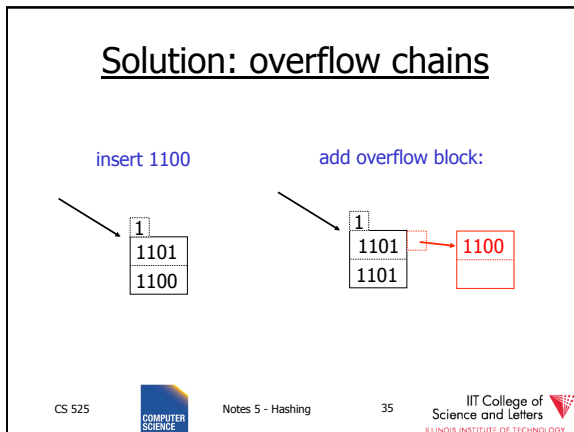 Solution: overflow chains
insert 1100
add overflow block:
1
1101
1100
1
1101
1101
1100
CS 525
COMPUTER
SCIENCE
Notes 5 - Hashing
35
IIT College of
Science and Letters
ILLINOIS INSTITUTE OF TECHNOLOGY